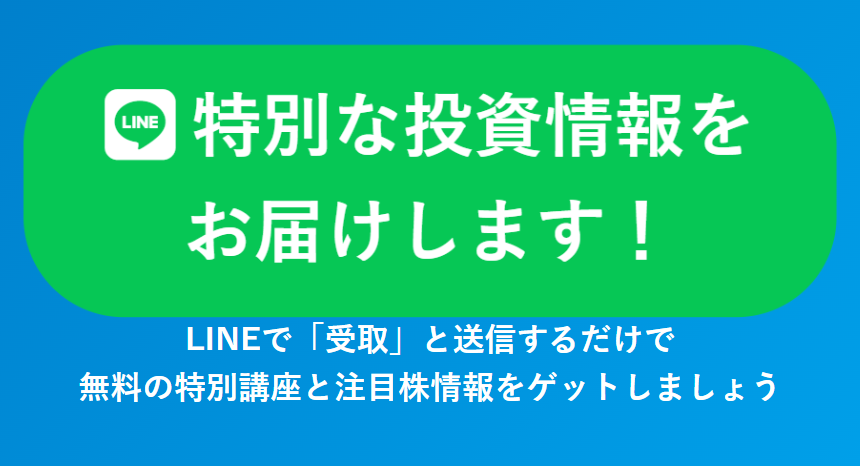 LINE 特別な投資情報を
お届けします！
LINEで「受取」と送信するだけで
無料の特別講座と注目株情報をゲットしましょう